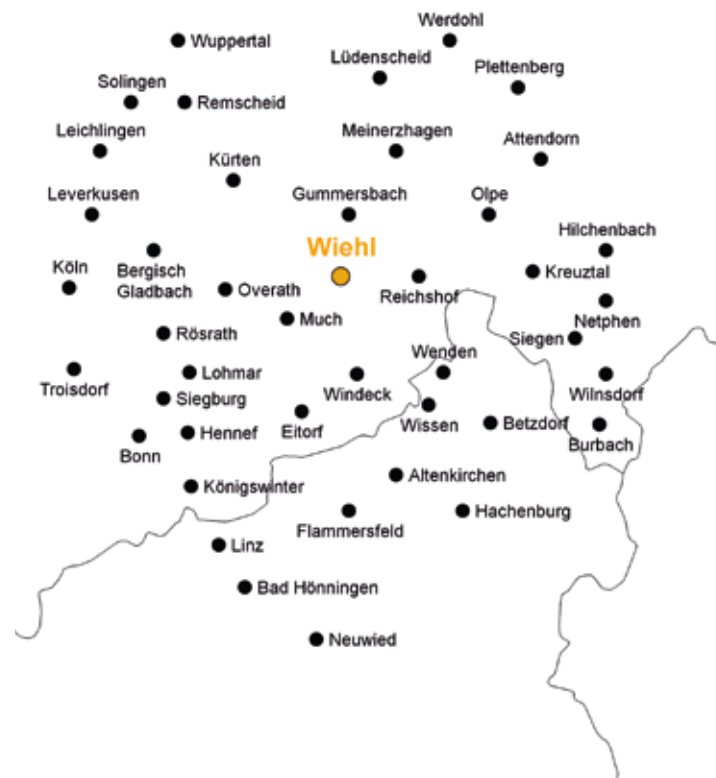 Werdohl
Wuppertal
Lüdenscheid
Plettenberg
Solingen
Remscheid
Leichlingen
Meinerzhagen
Attendorn
Kürten
Leverkusen
Gummersbach
Olpe
Hilchenbach
Wiehl
Köln
Bergisch
Gladbach
Overath
Reichshof
Kreuztal
Much
Netphen
Rösrath
Siegen
Wenden
Troisdorf
Lohmar
Windeck
Wilnsdorf
Siegburg
Eitorf
Wissen
Betzdorf
Hennef
Burbach
Bonn
Altenkirchen
Königswinter
Flammersfeld
Hachenburg
Linz
Bad Hönningen
Neuwied